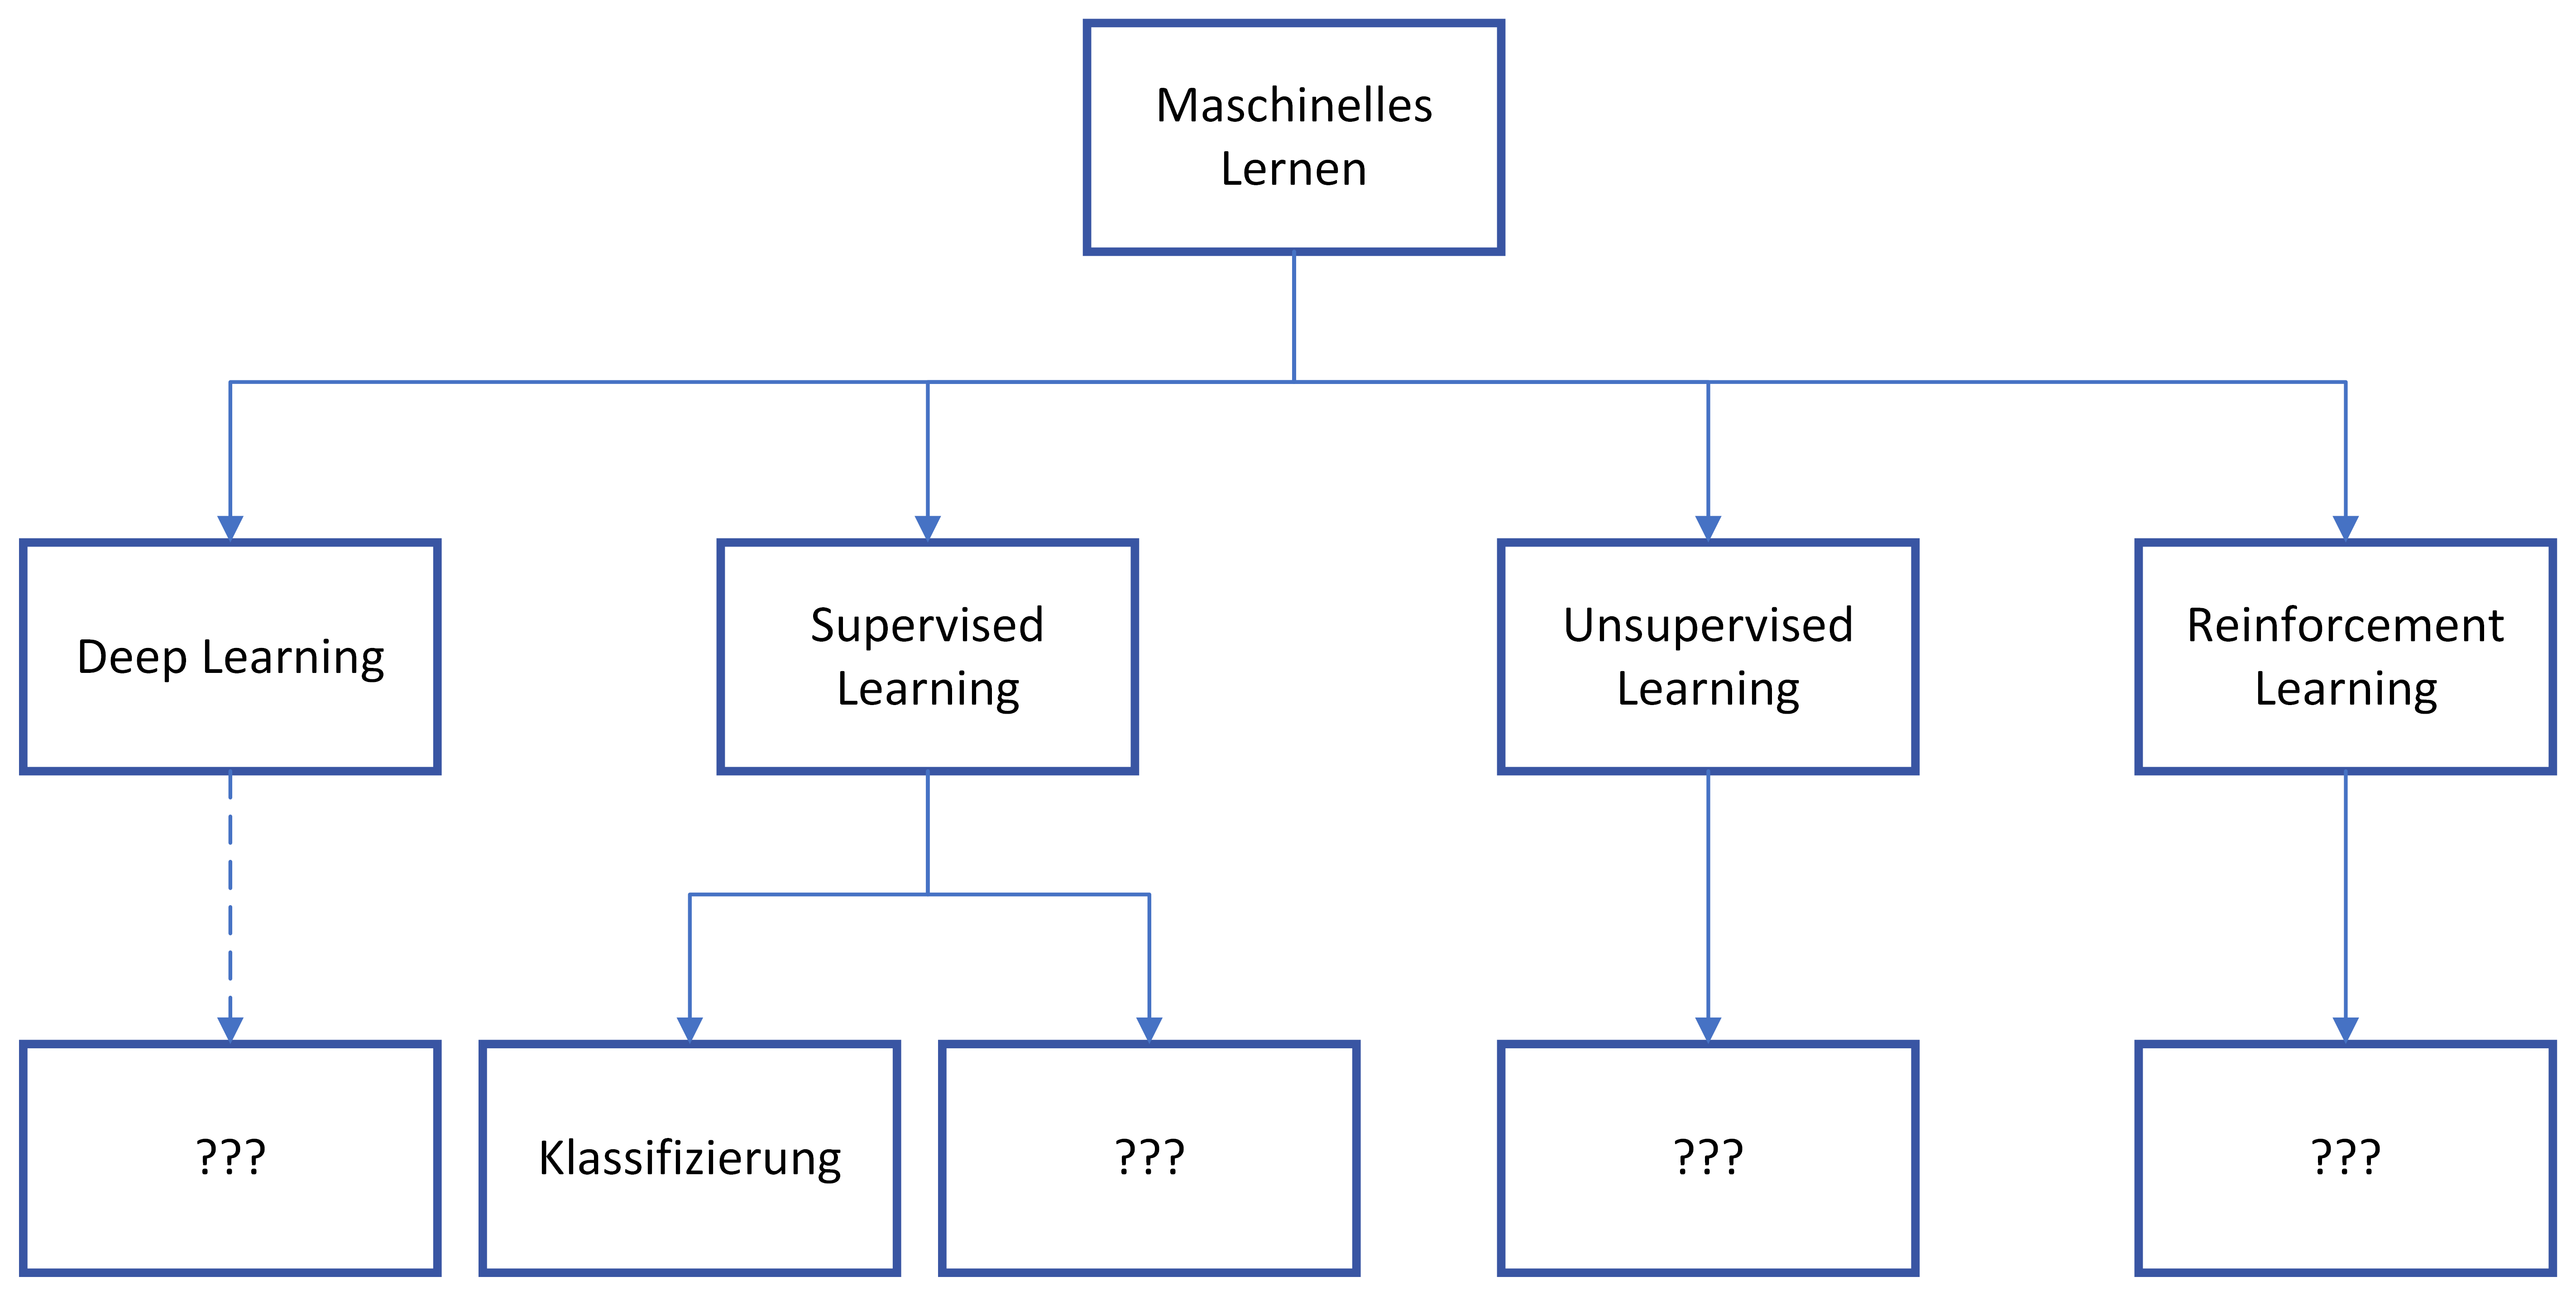 Maschinelles
Lernen
Deep Learning
Supervised
Learning
Unsupervised
Learning
Reinforcement
Learning
???
Klassifizierung
???
???
???